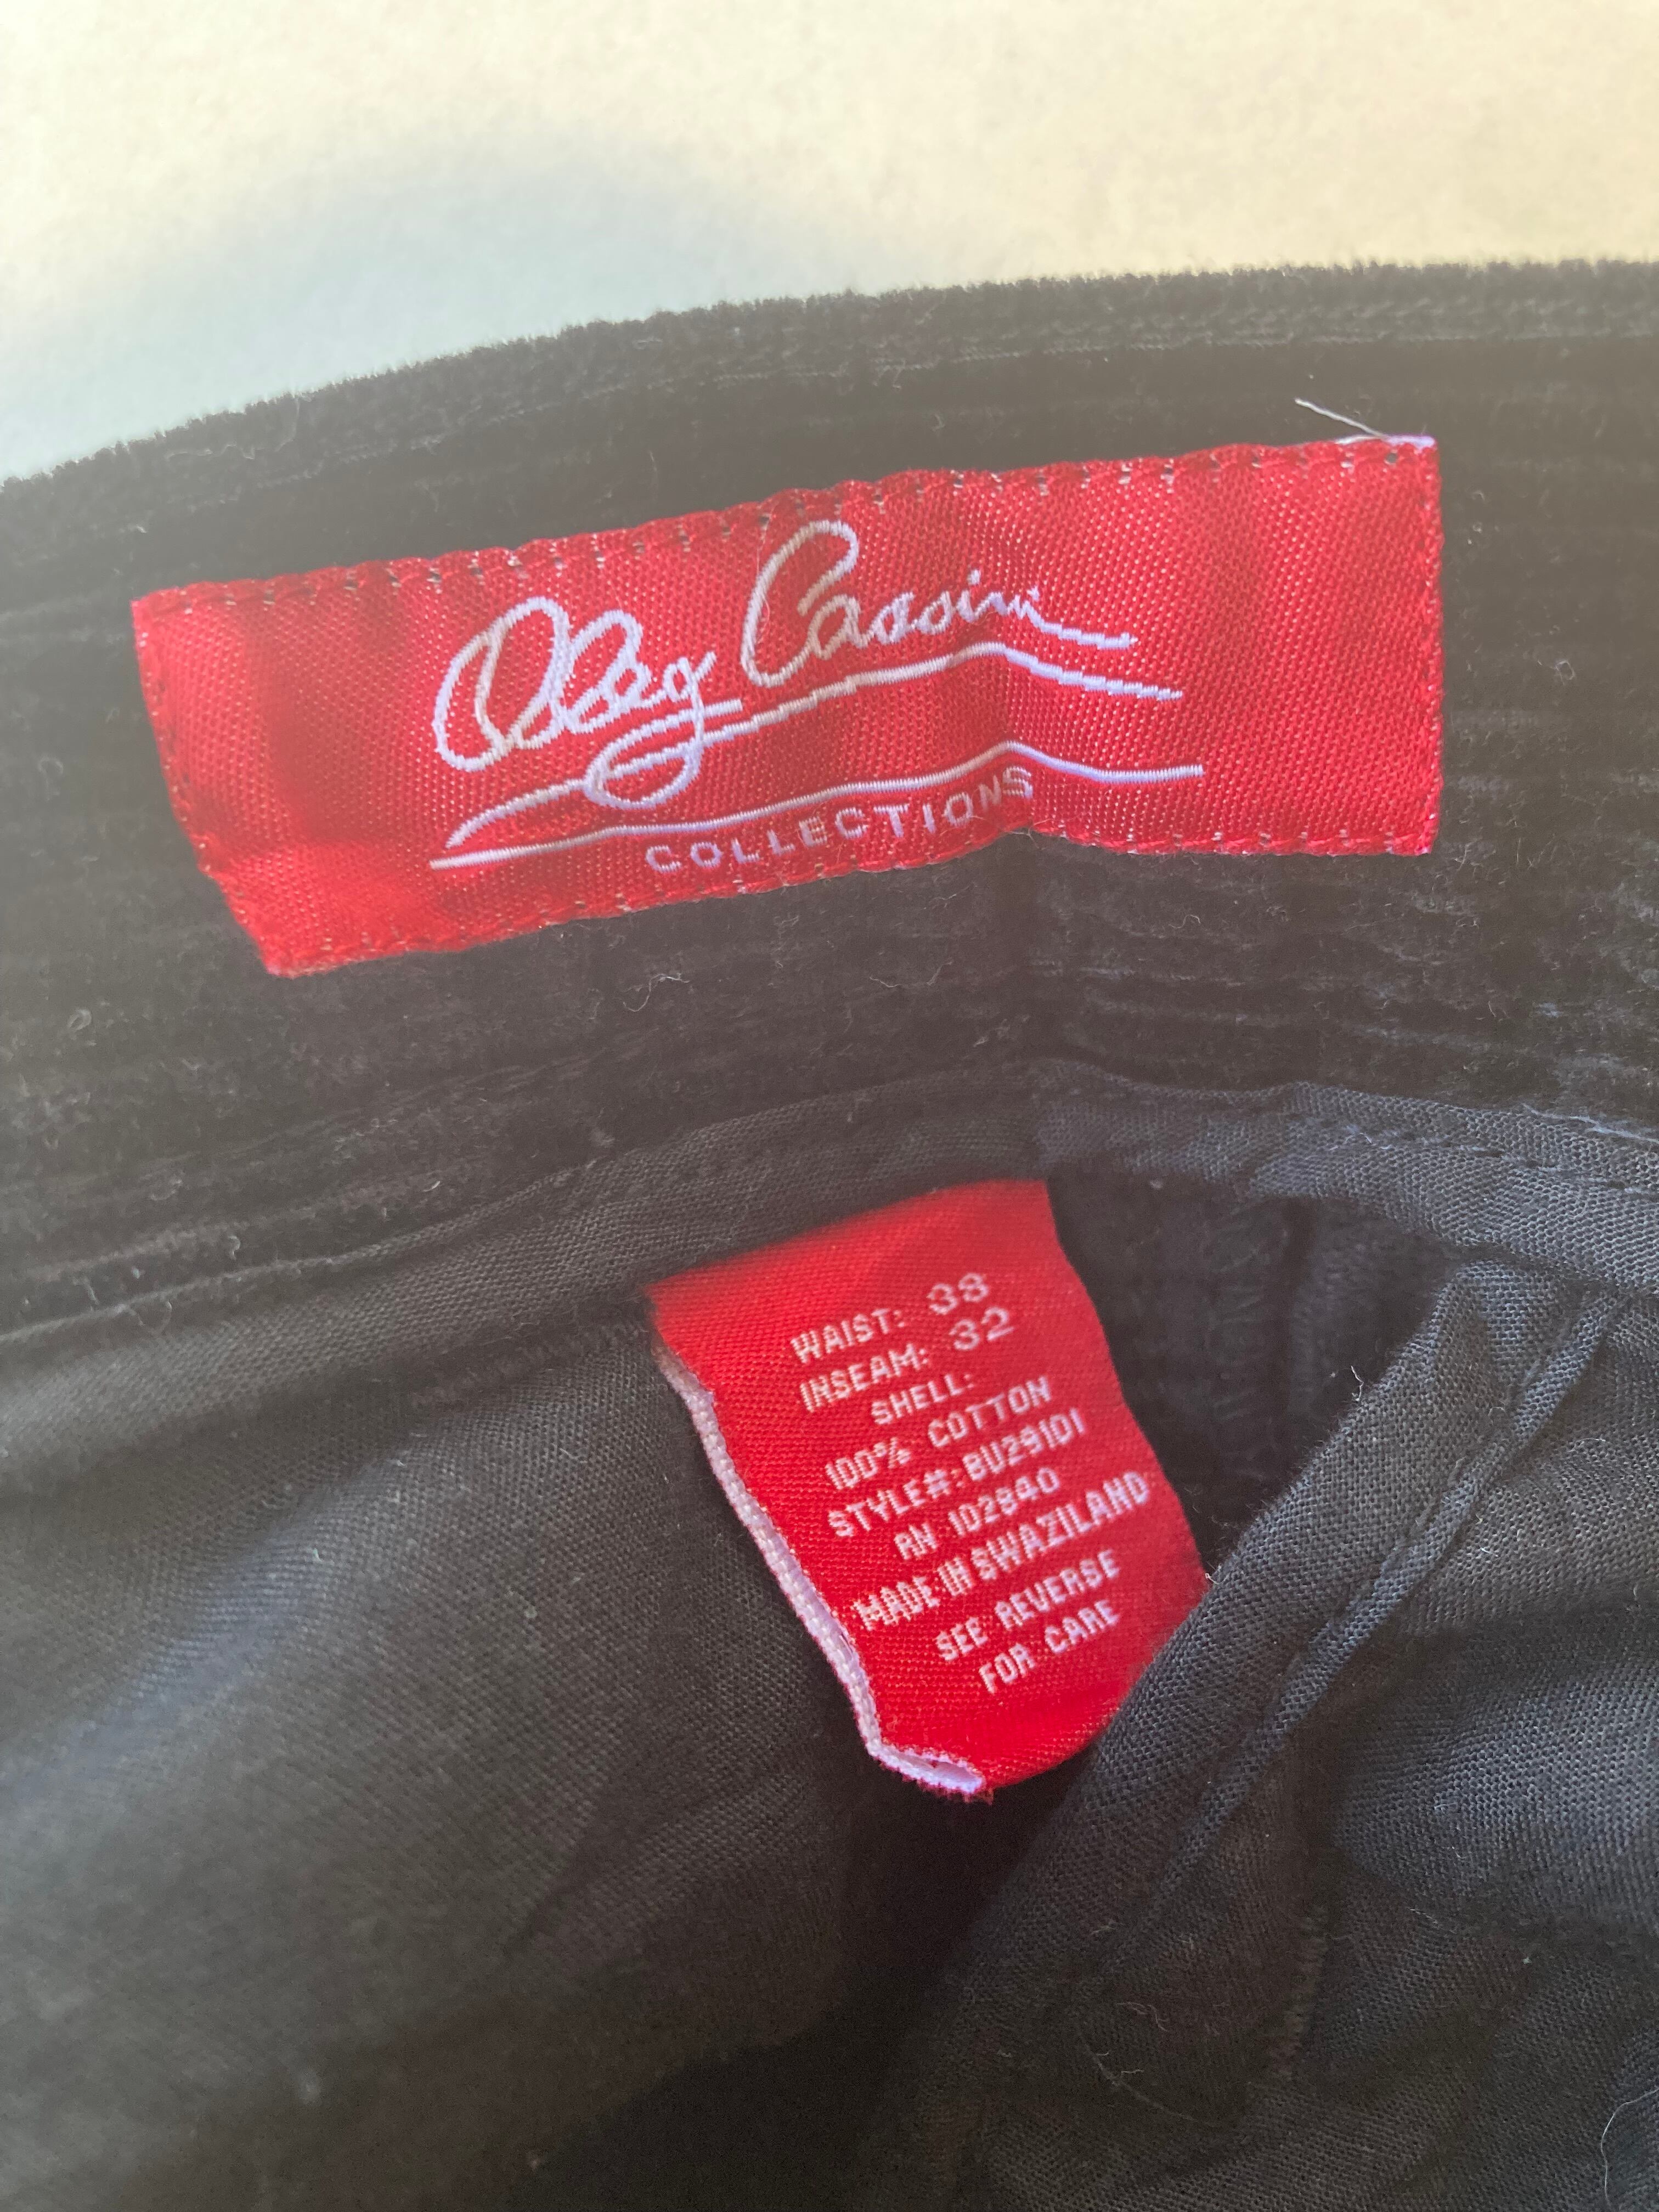 Oleg Cassini
COLLECTIONS
WAIST: 38
INSEAM: 32
SHELL:
100% COTTON
STYLE#: BU291D1
RN 102840
MADE IN SWAZILAND
SEE REVERSE
FOR CARE